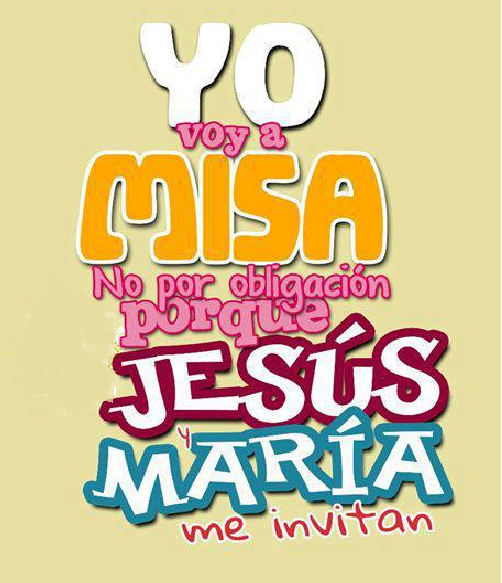 YO
voy a
MISA
No por obligación
porque
JESÚS
y
MARÍA
me invitan